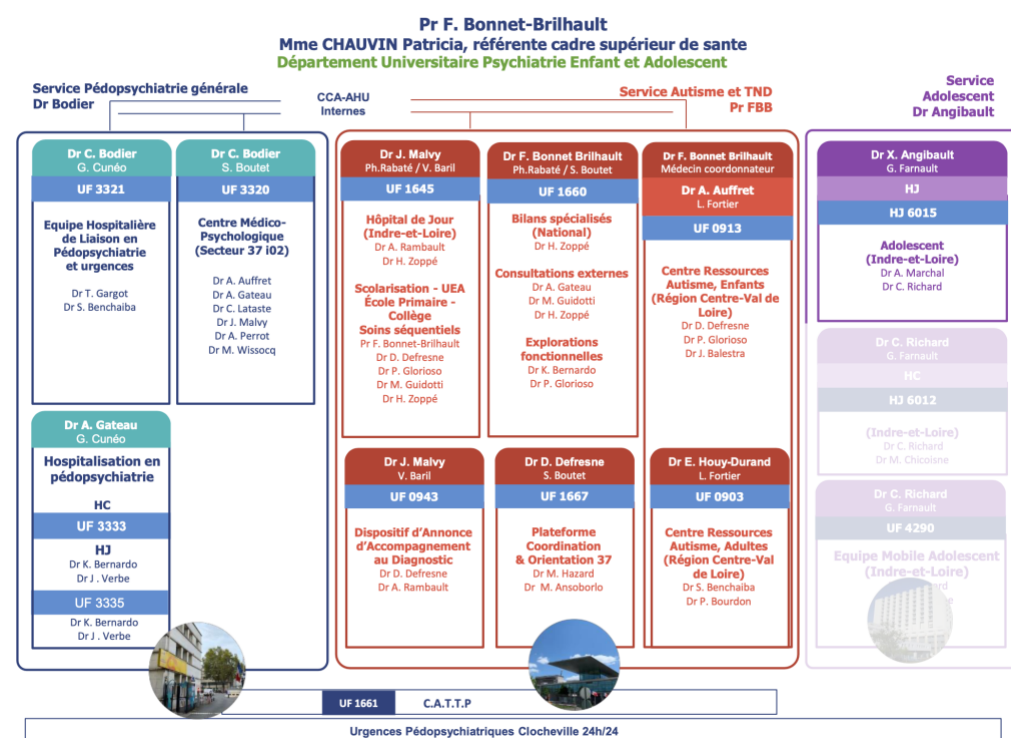 Pr F. Bonnet-Brilhault
Mme CHAUVIN Patricia, référente cadre supérieur de sante
Département Universitaire Psychiatrie Enfant et Adolescent
Service Pédopsychiatrie générale
Dr Bodier
CCA-AHU
Internes
Service Autisme et TND
Pr FBB
Service
Adolescent
Dr Angibault
Dr C. Bodier
G. Cunéo
UF 3321
Equipe Hospitalière
de Liaison en
Pédopsychiatrie
et urgences
Dr T. Gargot
Dr S. Benchaiba
Dr C. Bodier
S. Boutet
UF 3320
Centre Médico-
Psychologique
(Secteur 37 i02)
Dr A. Auffret
Dr A. Gateau
Dr C. Lataste
Dr J. Malvy
Dr A. Perrot
Dr M. Wissocq
Dr A. Gateau
G. Cunéo
Hospitalisation en
pédopsychiatrie
HC
UF 3333
HJ
Dr K. Bernardo
Dr J . Verbe
UF 3335
Dr K. Bernardo
Dr J . Verbe
Dr J. Malvy
Ph.Rabaté / V. Baril
UF 1645
Hôpital de Jour
(Indre-et-Loire)
Dr A. Rambault
Dr H. Zoppé
Scolarisation - UEA
École Primaire -
Collège
Soins séquentiels
Pr F. Bonnet-Brilhault
Dr D. Defresne
Dr P. Glorioso
Dr M. Guidotti
Dr H. Zoppé
Dr F. Bonnet Brilhault
Ph.Rabaté / S. Boutet
UF 1660
Bilans spécialisés
(National)
Dr H. Zoppé
Consultations externes
Dr A. Gateau
Dr M. Guidotti
Dr H. Zoppé
Explorations
fonctionnelles
Dr K. Bernardo
Dr P. Glorioso
Dr F. Bonnet Brilhault
Médecin coordonnateur
Dr A. Auffret
L. Fortier
UF 0913
Centre Ressources
Autisme, Enfants
(Région Centre-Val de
Loire)
Dr D. Defresne
Dr P. Glorioso
Dr J. Balestra
Dr J. Malvy
V. Baril
UF 0943
Dispositif d'Annonce
d'Accompagnement
au Diagnostic
Dr D. Defresne
Dr A. Rambault
Dr D. Defresne
S. Boutet
UF 1667
Plateforme
Coordination
& Orientation 37
Dr M. Hazard
Dr M. Ansoborlo
Dr E. Houy-Durand
L. Fortier
UF 0903
Centre Ressources
Autisme, Adultes
(Région Centre-Val
de Loire)
Dr S. Benchaiba
Dr P. Bourdon
Dr X. Angibault
G. Farnault
HJ
HJ 6015
Adolescent
(Indre-et-Loire)
Dr A. Marchal
Dr C. Richard
Dr C. Richard
G. Farnault
HC
HJ 6012
(Indre-et-Loire)
Dr C. Richard
Dr M. Chicoisne
Dr C. Richard
G. Farnault
UF 4290
Equipe Mobile Adolescent
(Indre-et-Loire)
UF 1661
C.A.T.T.P
Urgences Pédopsychiatriques Clocheville 24h/24